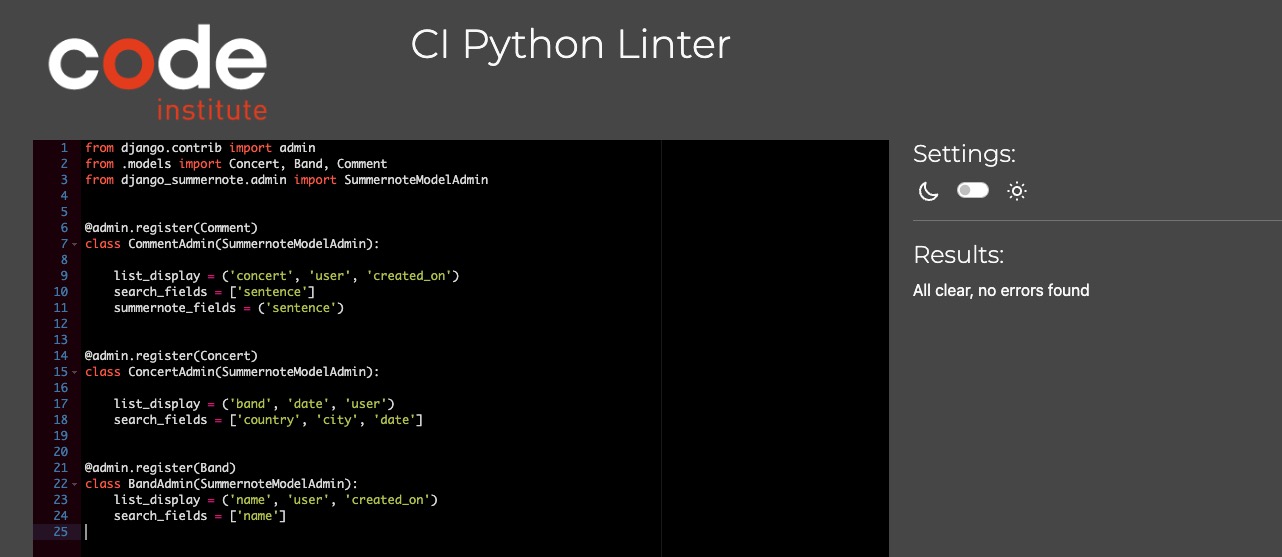 code
institute
CI Python Linter
1 from django.contrib import admin
2 from .models import Concert, Band, Comment
3 from django_summernote.admin import SummernoteModelAdmin
4
5
6 @admin.register(Comment)
7 class CommentAdmin(SummernoteModelAdmin):
8
9     list_display = ('concert', 'user', 'created_on')
10     search_fields = ['sentence']
11     summernote_fields = ('sentence')
12
13
14 @admin.register(Concert)
15 class ConcertAdmin(SummernoteModelAdmin):
16
17     list_display = ('band', 'date', 'user')
18     search_fields = ['country', 'city', 'date']
19
20
21 @admin.register(Band)
22 class BandAdmin(SummernoteModelAdmin):
23     list_display = ('name', 'user', 'created_on')
24     search_fields = ['name']
25
Settings:
Results:
All clear, no errors found